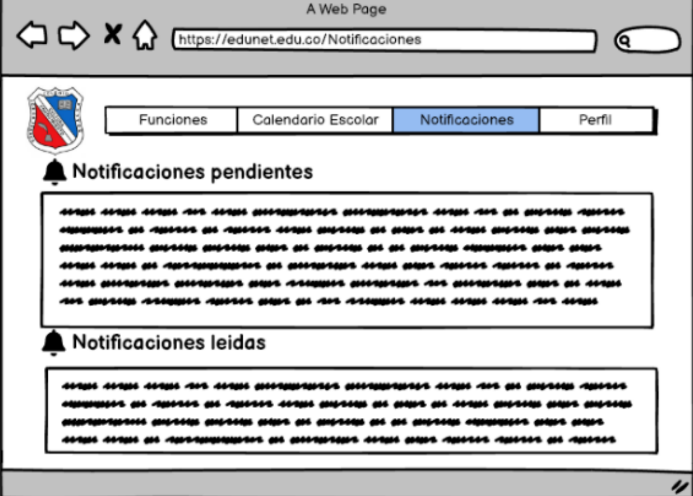 A Web Page
https://edunet.edu.co/Notificaciones
Funciones Calendario Escolar Notificaciones Perfil
Notificaciones pendientes
Notificaciones leidas